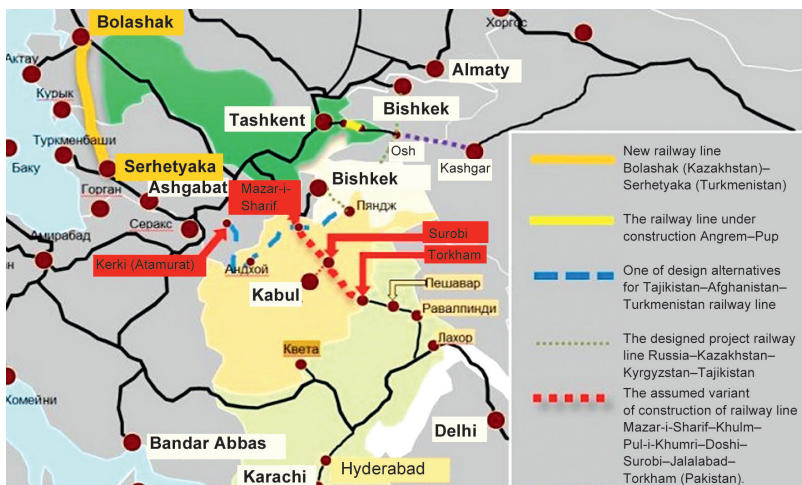 Bolashak
Хоргос
Актау
Almaty
Курык
Bishkek
Tashkent
Туркменбаши
Osh
Баку
Serhetyaka
Kashgar
Горган
Ashgabat
Mazar-i-
Sharif
Bishkek
Пяндж
Серакс
Амирабад
Surobi
Kerki (Atamurat)
Андхой
Torkham
Kabul
Пешавар
Равалпинди
Квета
Лахор
Хомейни
Bandar Abbas
Delhi
Karachi
Hyderabad
New railway line
Bolashak (Kazakhstan)–
Serhetyaka (Turkmenistan)
The railway line under
construction Angrem–Pup
One of design alternatives
for Tajikistan–Afghanistan–
Turkmenistan railway line
The designed project railway
line Russia–Kazakhstan–
Kyrgyzstan–Tajikistan
The assumed variant
of construction of railway line
Mazar-i-Sharif–Khulm–
Pul-i-Khumri–Doshi–
Surobi–Jalalabad–
Torkham (Pakistan).